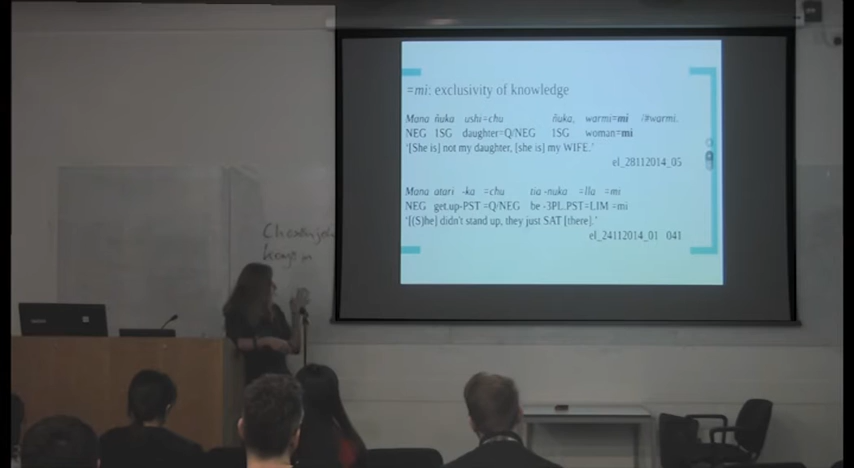 =mi: exclusivity of knowledge
Mana ñuka ushi=chu ñuka, warmi=mi /#warmi.
NEG 1SG daughter=Q/NEG 1SG woman=mi
‘[She is] not my daughter, [she is] my WIFE.’
el_28112014_05
Mana atari -ka =chu tia -nuka =lla =mi
NEG get.up-PST =Q/NEG be -3PL.PST=LIM =mi
‘[(S)he] didn't stand up, they just SAT [there].’
el_24112014_01 041